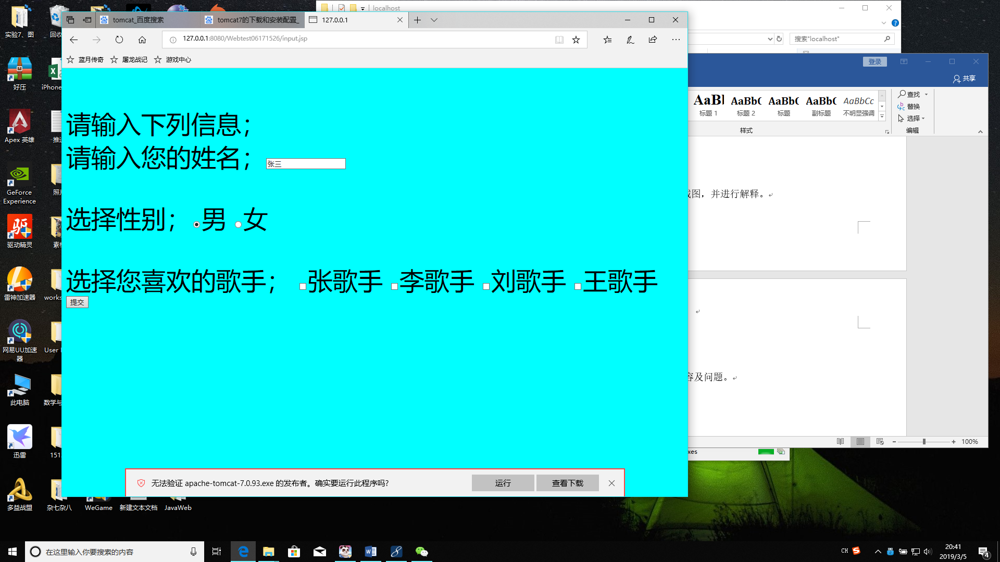 localhost
tomcat_百度搜索
tomcat7的下载和安装配置_
127.0.0.1
127.0.0.1:8080/Webtest06171526/input.jsp
搜索"localhost"
蓝月传奇
屠龙战记
游戏中心
登录
共享
请输入下列信息；
请输入您的姓名； 张三
选择性别； 男 女
选择您喜欢的歌手； 张歌手 李歌手 刘歌手 王歌手
提交
无法验证 apache-tomcat-7.0.93.exe 的发布者。确实要运行此程序吗?
运行
查看下载
AaBl
AaBbC
AaBbC
AaBbC
AaBbCc
标题 1
标题 2
标题
副标题
不明显强调
样式
查找
替换
选择
编辑
图，并进行解释。
容及问题。
100%
xes
实验7、图
回收
好压
iPhone
Apex 英雄
推
GeForce
Experience
照
驱动精灵
素
雷神加速器
works
网易UU加速
器
User
此电脑
数学与
迅雷
151
多益战盟
杂七杂八
WeGame
新建文本文档
JavaWeb
在这里输入你要搜索的内容
CH
20:41
2019/3/5
4